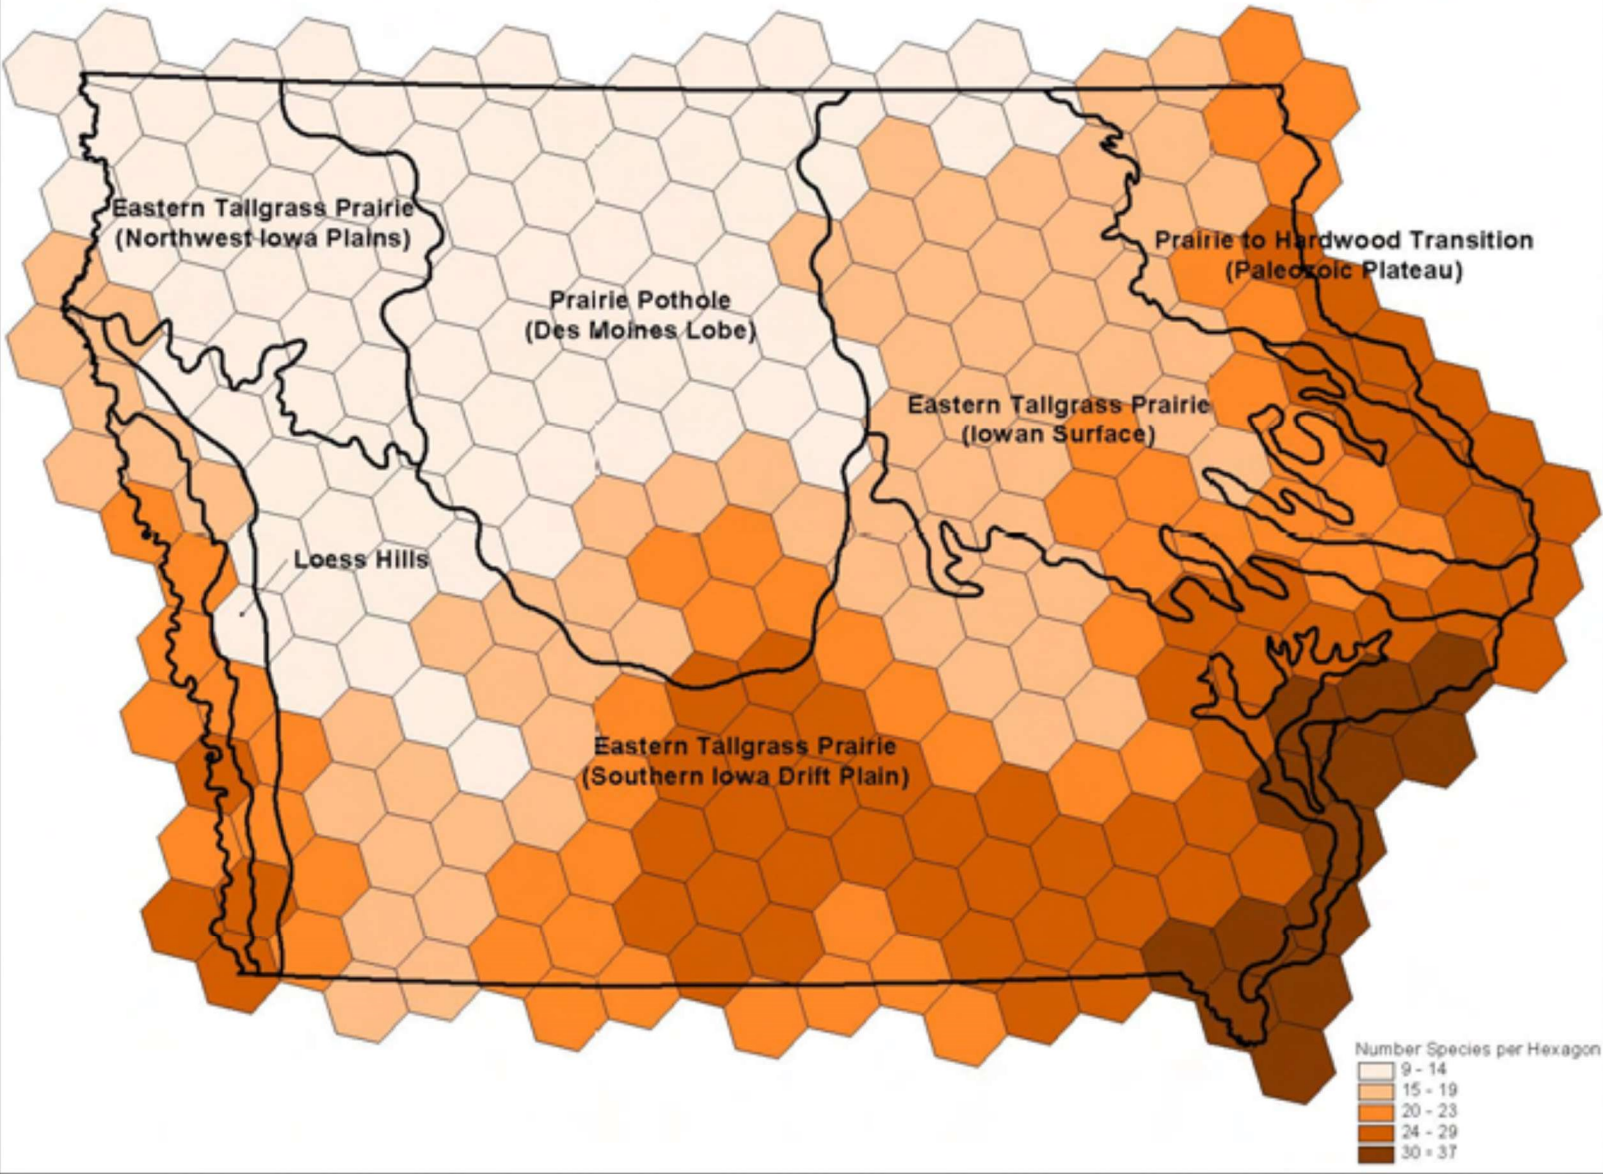 Eastern Tallgrass Prairie
(Northwest Iowa Plains)
Prairie to Hardwood Transition
(Paleozoic Plateau)
Prairie Pothole
(Des Moines Lobe)
Eastern Tallgrass Prairie
(Iowan Surface)
Loess Hills
Eastern Tallgrass Prairie
(Southern Iowa Drift Plain)
Number Species per Hexagon
9 - 14
15 - 19
20 - 23
24 - 29
30 - 37